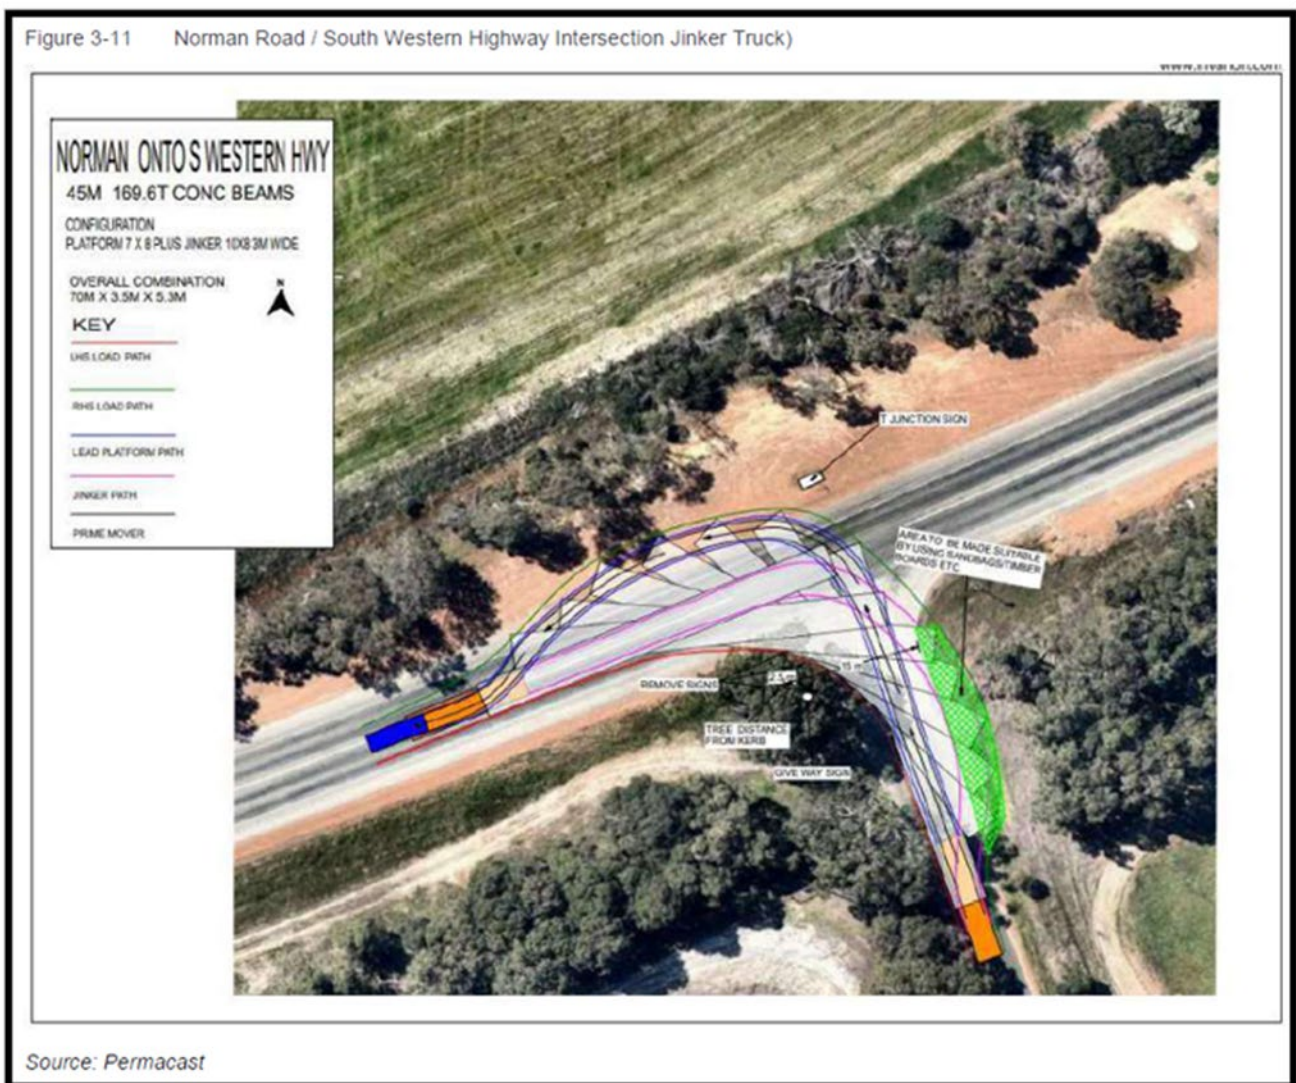 Figure 3-11 Norman Road / South Western Highway Intersection Jinker Truck)
NORMAN ONTO S WESTERN HWY
45M 169.6T CONC BEAMS
CONFIGURATION
PLATFORM 7 X 8 PLUS JINKER 10X8 3M WIDE
OVERALL COMBINATION
70M X 3.5M X 5.3M
N
KEY
LHS LOAD PATH
RHS LOAD PATH
LEAD PLATFORM PATH
JINKER PATH
PRIME MOVER
T JUNCTION SIGN
AREA TO BE MADE SUITABLE
BY USING SANDBAGS/TIMBER
BOARDS ETC
15 m
REMOVE SIGNS
2.5 m
TREE DISTANCE
FROM KERB
GIVE WAY SIGN
Source: Permacast